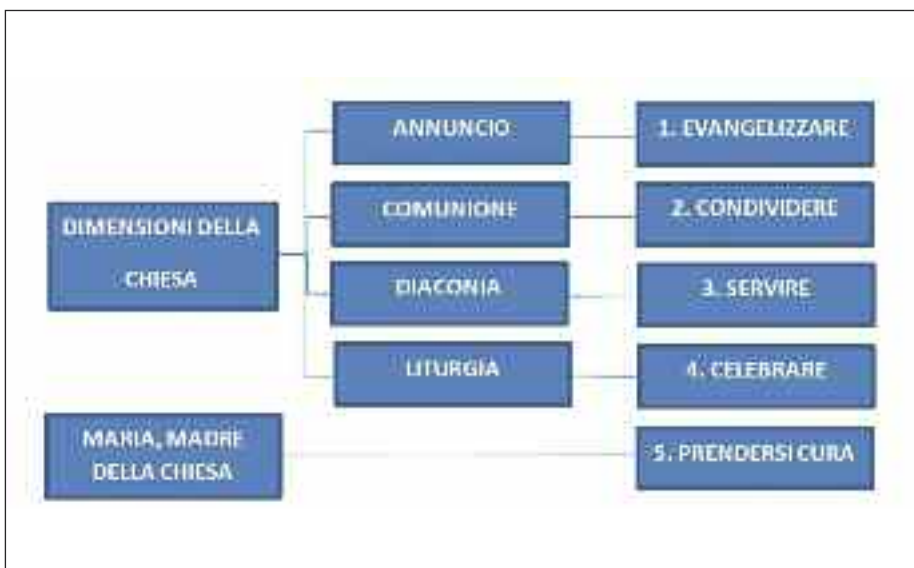 DIMENSIONI DELLA
CHIESA
ANNUNCIO
1. EVANGELIZZARE
COMUNIONE
2. CONDIVIDERE
DIACONIA
3. SERVIRE
LITURGIA
4. CELEBRARE
MARIA, MADRE
DELLA CHIESA
5. PRENDERSI CURA